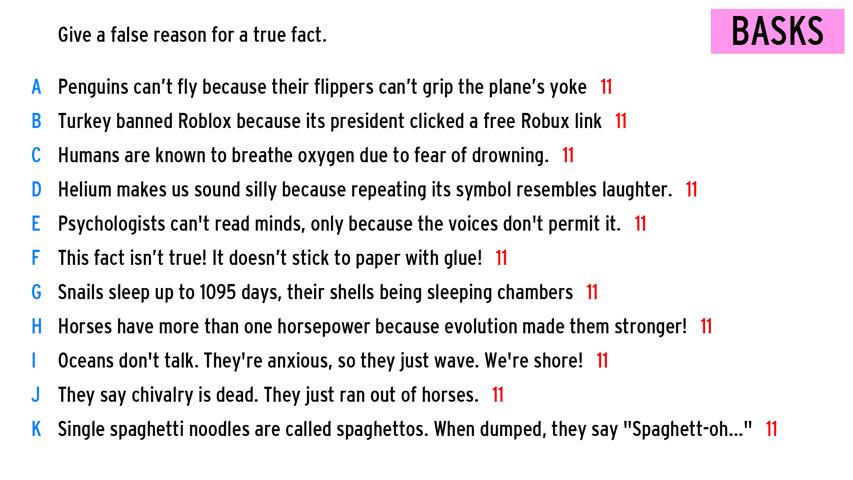 Give a false reason for a true fact.
BASKS
A Penguins can't fly because their flippers can't grip the plane's yoke 11
B Turkey banned Roblox because its president clicked a free Robux link 11
C Humans are known to breathe oxygen due to fear of drowning. 11
D Helium makes us sound silly because repeating its symbol resembles laughter. 11
E Psychologists can't read minds, only because the voices don't permit it. 11
F This fact isn't true! It doesn't stick to paper with glue! 11
G Snails sleep up to 1095 days, their shells being sleeping chambers 11
H Horses have more than one horsepower because evolution made them stronger! 11
I Oceans don't talk. They're anxious, so they just wave. We're shore! 11
J They say chivalry is dead. They just ran out of horses. 11
K Single spaghetti noodles are called spaghettos. When dumped, they say "Spaghett-oh..." 11